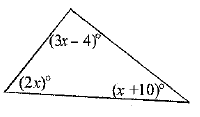 (3x – 4)°
(2x)°
(x +10)°